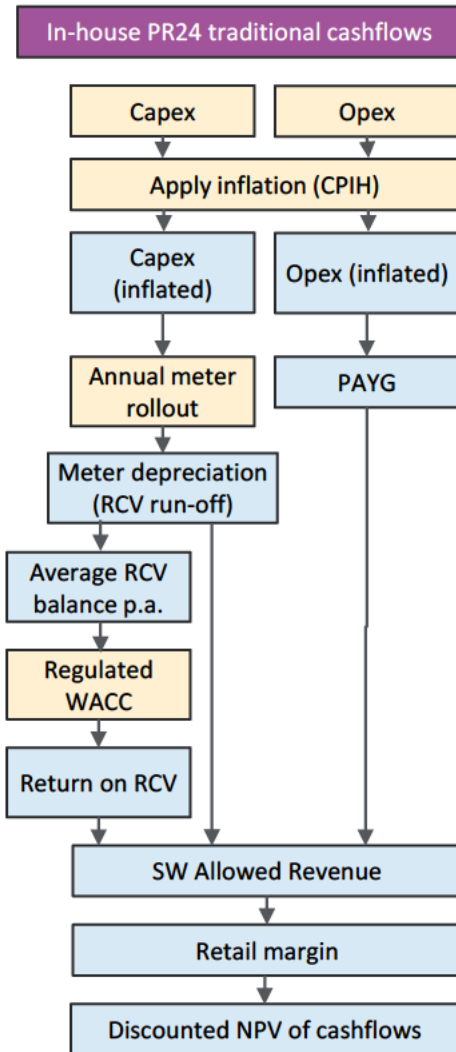 In-house PR24 traditional cashflows
Capex
Opex
Apply inflation (CPIH)
Capex
(inflated)
Opex (inflated)
Annual meter
rollout
PAYG
Meter depreciation
(RCV run-off)
Average RCV
balance p.a.
Regulated
WACC
Return on RCV
SW Allowed Revenue
Retail margin
Discounted NPV of cashflows